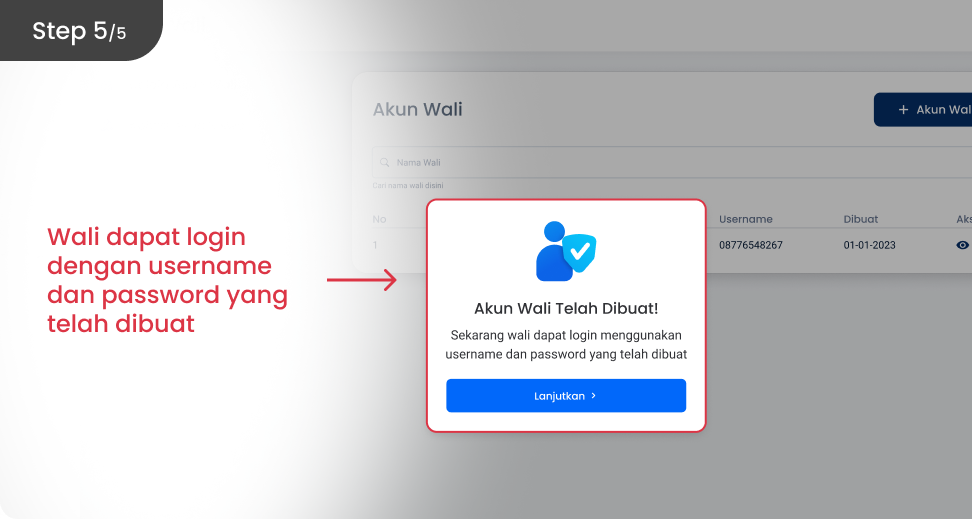 Step 5/5
Akun Wali
+ Akun Wal
Nama Wali
Cari nama wali disini
No
Username
Dibuat
Aks
1
08776548267
01-01-2023
Wali dapat login
dengan username
dan password yang
telah dibuat
Akun Wali Telah Dibuat!
Sekarang wali dapat login menggunakan
username dan password yang telah dibuat
Lanjutkan >